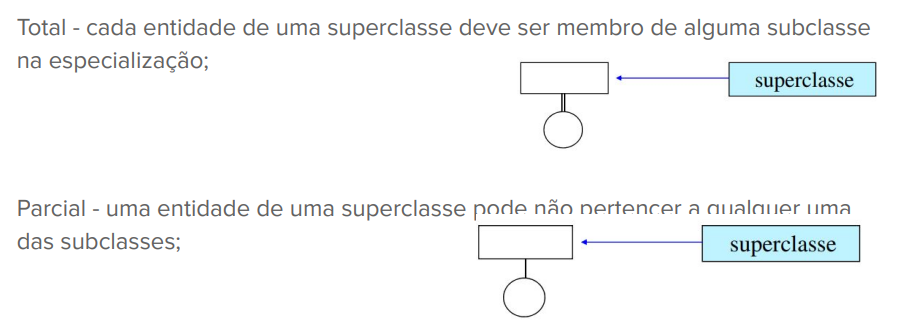 Total - cada entidade de uma superclasse deve ser membro de alguma subclasse
na especialização;
superclasse
Parcial - uma entidade de uma superclasse pode não pertencer a qualquer uma
das subclasses;
superclasse